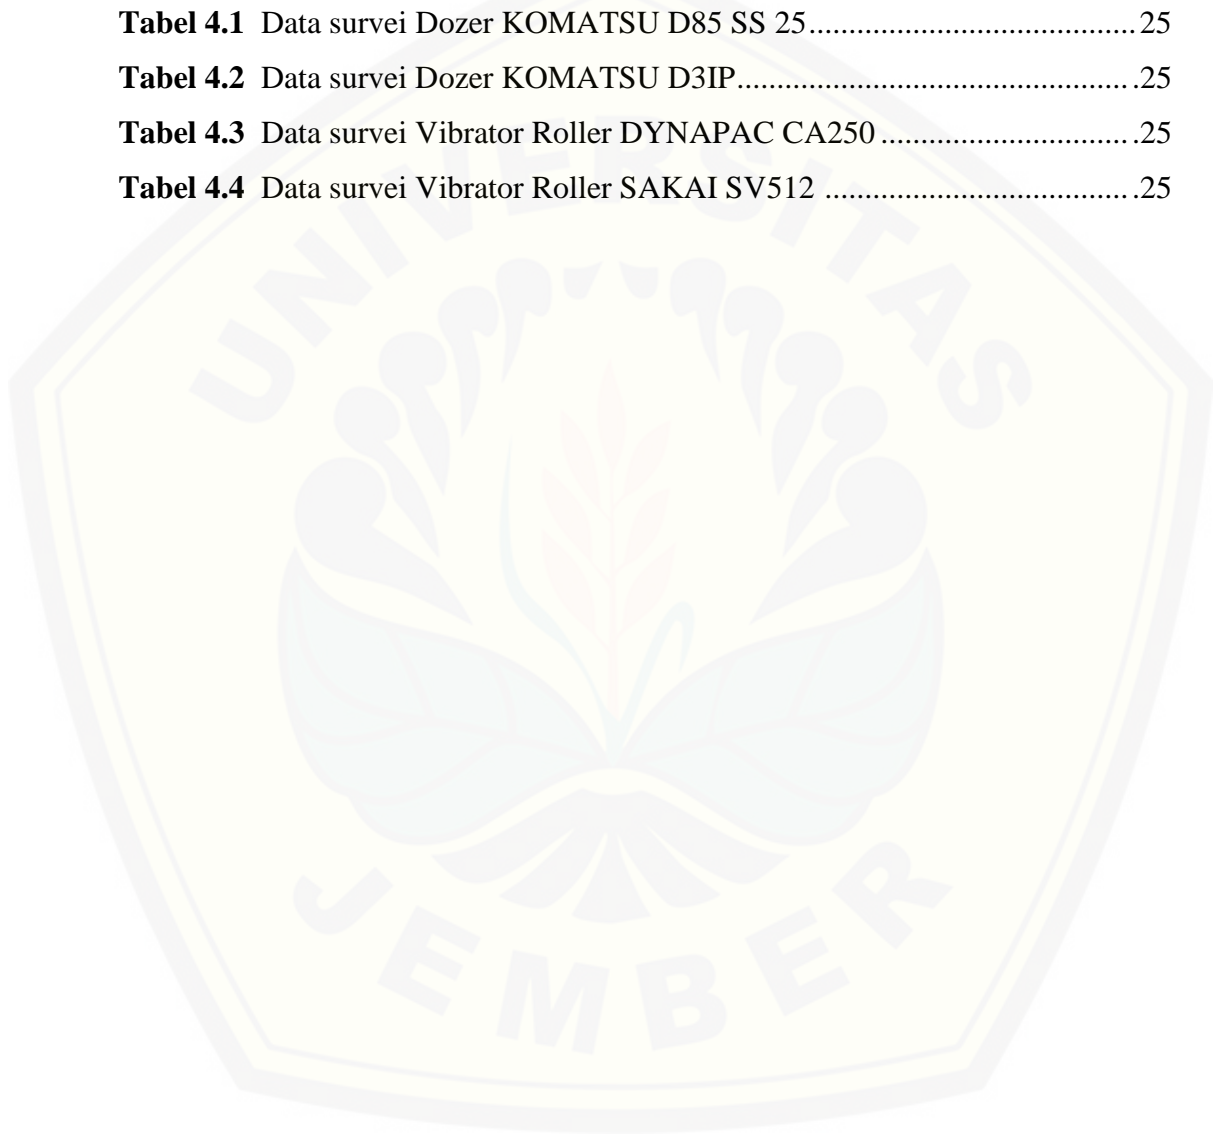 Tabel 4.1 Data survei Dozer KOMATSU D85 SS 25.........................................25
Tabel 4.2 Data survei Dozer KOMATSU D3IP.................................................25
Tabel 4.3 Data survei Vibrator Roller DYNAPAC CA250 ................................25
Tabel 4.4 Data survei Vibrator Roller SAKAI SV512 .......................................25
UNIVERSITAS
JEMBER